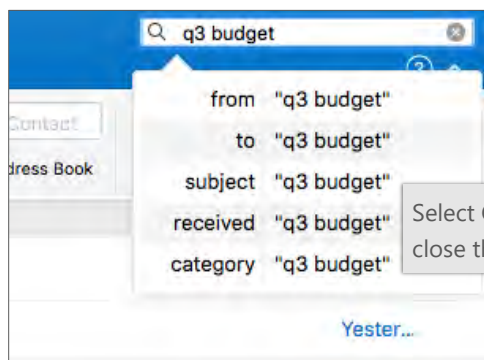 q3 budget
from "q3 budget"
Contact
to "q3 budget"
dress Book
subject "q3 budget"
received "q3 budget"
Select
close th
category "q3 budget"
Yester...